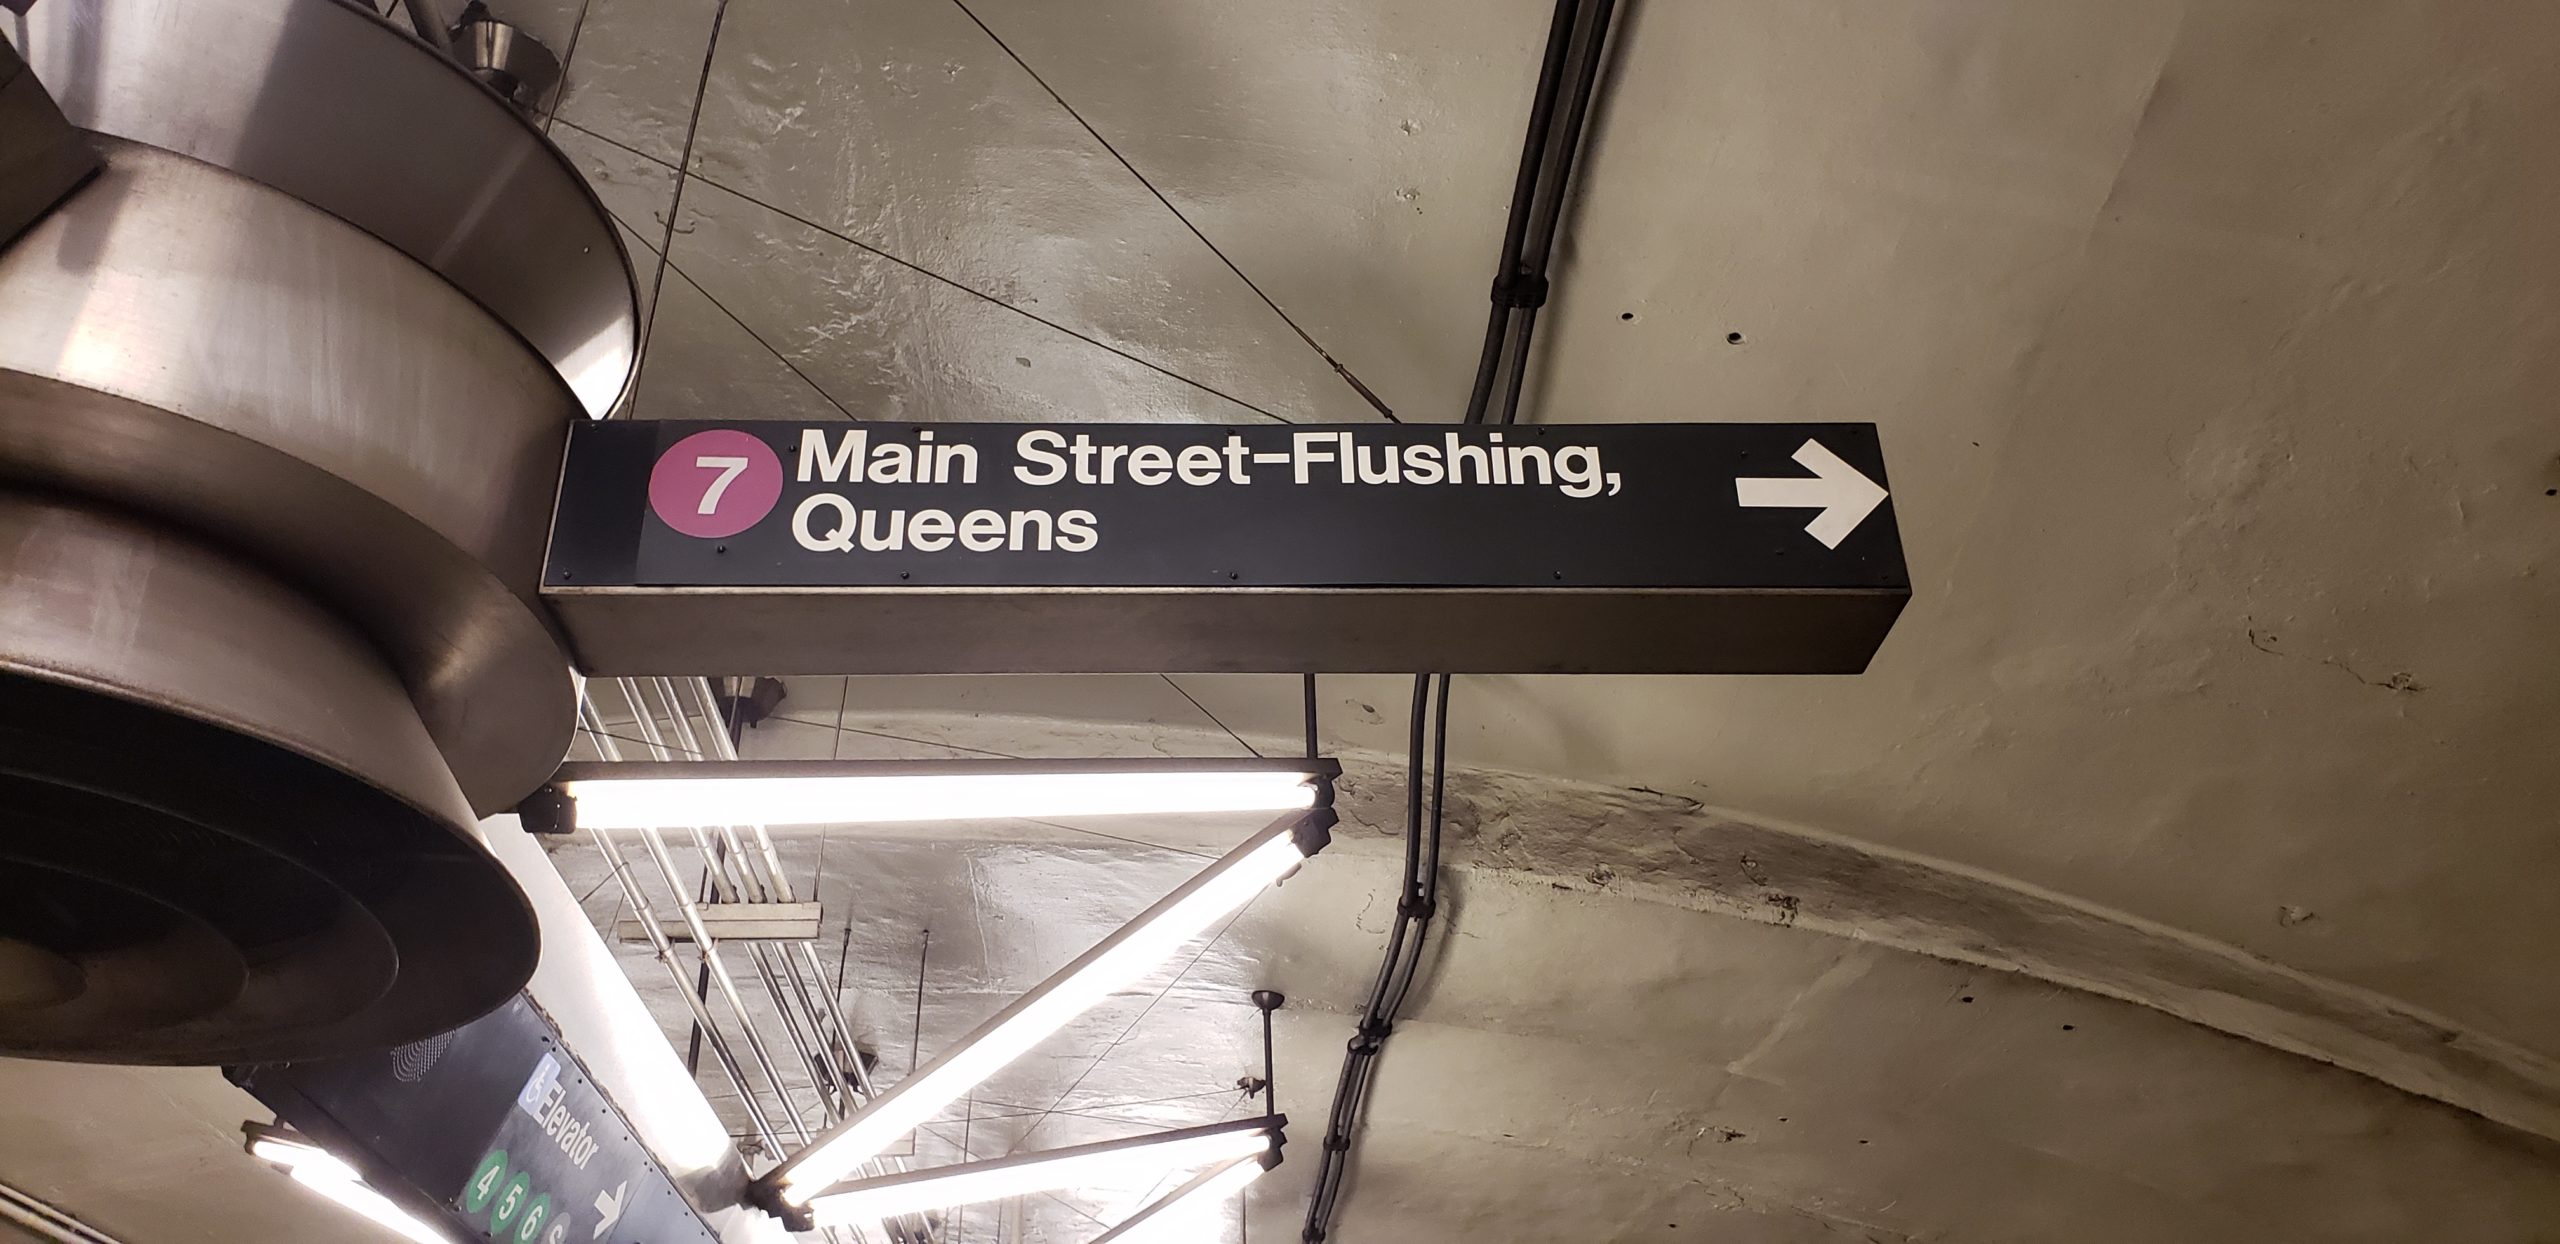 7 Main Street-Flushing,
Queens
Elevator
4 5 6 S